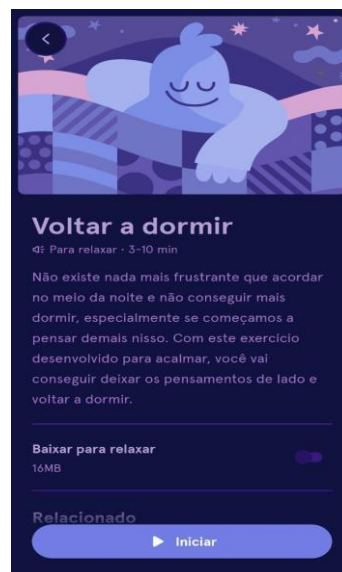 Voltar a dormir
Para relaxar • 3-10 min
Não existe nada mais frustrante que acordar
no meio da noite e não conseguir mais
dormir, especialmente se começamos a
pensar demais nisso. Com este exercício
desenvolvido para acalmar, você vai
conseguir deixar os pensamentos de lado e
voltar a dormir.
Baixar para relaxar
16MB
Relacionado
Iniciar